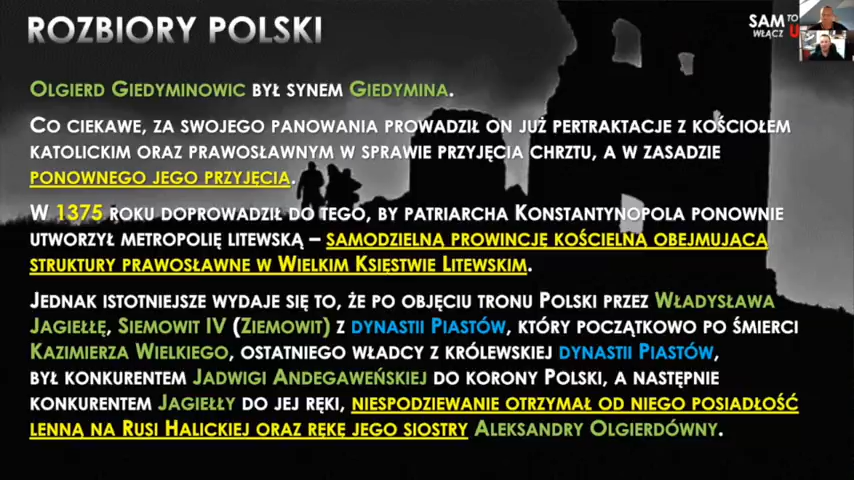 ROZBIORY POLSKI
SAM TO
WŁĄCZ U
OLGIERD GIEDYMINOWIC BYŁ SYNEM GIEDYMINA.
CO CIEKAWE, ZA SWOJEGO PANOWANIA PROWADZIŁ ON JUŻ PERTRAKTACJE Z KOŚCIOŁEM
KATOLICKIM ORAZ PRAWOSŁAWNYM W SPRAWIE PRZYJĘCIA CHRZTU, A W ZASADZIE
PONOWNEGO JEGO PRZYJĘCIA.
W 1375 ROKU DOPROWADZIŁ DO TEGO, BY PATRIARCHA KONSTANTYNOPOLA PONOWNIE
UTWORZYŁ METROPOLIĘ LITEWSKĄ – SAMODZIELNĄ PROWINCJĘ KOŚCIELNĄ OBEJMUJĄCĄ
STRUKTURY PRAWOSŁAWNE W WIELKIM KSIĘSTWIE LITEWSKIM.
JEDNAK ISTOTNIEJSZE WYDAJE SIĘ TO, ŻE PO OBJĘCIU TRONU POLSKI PRZEZ WŁADYSŁAWA
JAGIEŁŁĘ, SIEMOWIT IV (ZIEMOWIT) Z DYNASTII PIASTÓW, KTÓRY POCZĄTKOWO PO ŚMIERCI
KAZIMIERZA WIELKIEGO, OSTATNIEGO WŁADCY Z KRÓLEWSKIEJ DYNASTII PIASTÓW,
BYŁ KONKURENTEM JADWIGI ANDEGAWEŃSKIEJ DO KORONY POLSKI, A NASTĘPNIE
KONKURENTEM JAGIEŁŁY DO JEJ RĘKI, NIESPODZIEWANIE OTRZYMAŁ OD NIEGO POSIADŁOŚĆ
LENNĄ NA RUSI HALICKIEJ ORAZ RĘKĘ JEGO SIOSTRY ALEKSANDRY OLGIERDÓWNY.